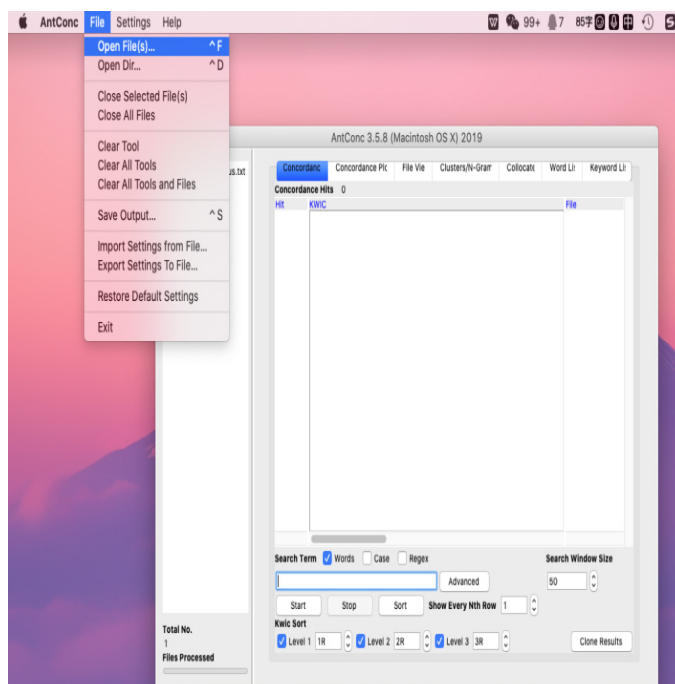 AntConc File Settings Help 99+ 7 85字 中
Open File(s)... ^F
Open Dir... ^D
Close Selected File(s)
Close All Files
Clear Tool
Clear All Tools
Clear All Tools and Files
Save Output... ^S
Import Settings from File...
Export Settings To File...
Restore Default Settings
Exit
AntConc 3.5.8 (Macintosh OS X) 2019
us.txt
Concordanc Concordance Plc File Vie Clusters/N-Gram Collocate Word Li Keyword Li
Concordance Hits 0
Hit KWIC File
Search Term Words Case Regex Search Window Size
Advanced 50
Start Stop Sort Show Every Nth Row 1
Kwic Sort
Level 1 1R Level 2 2R Level 3 3R Clone Results
Total No.
1
Files Processed